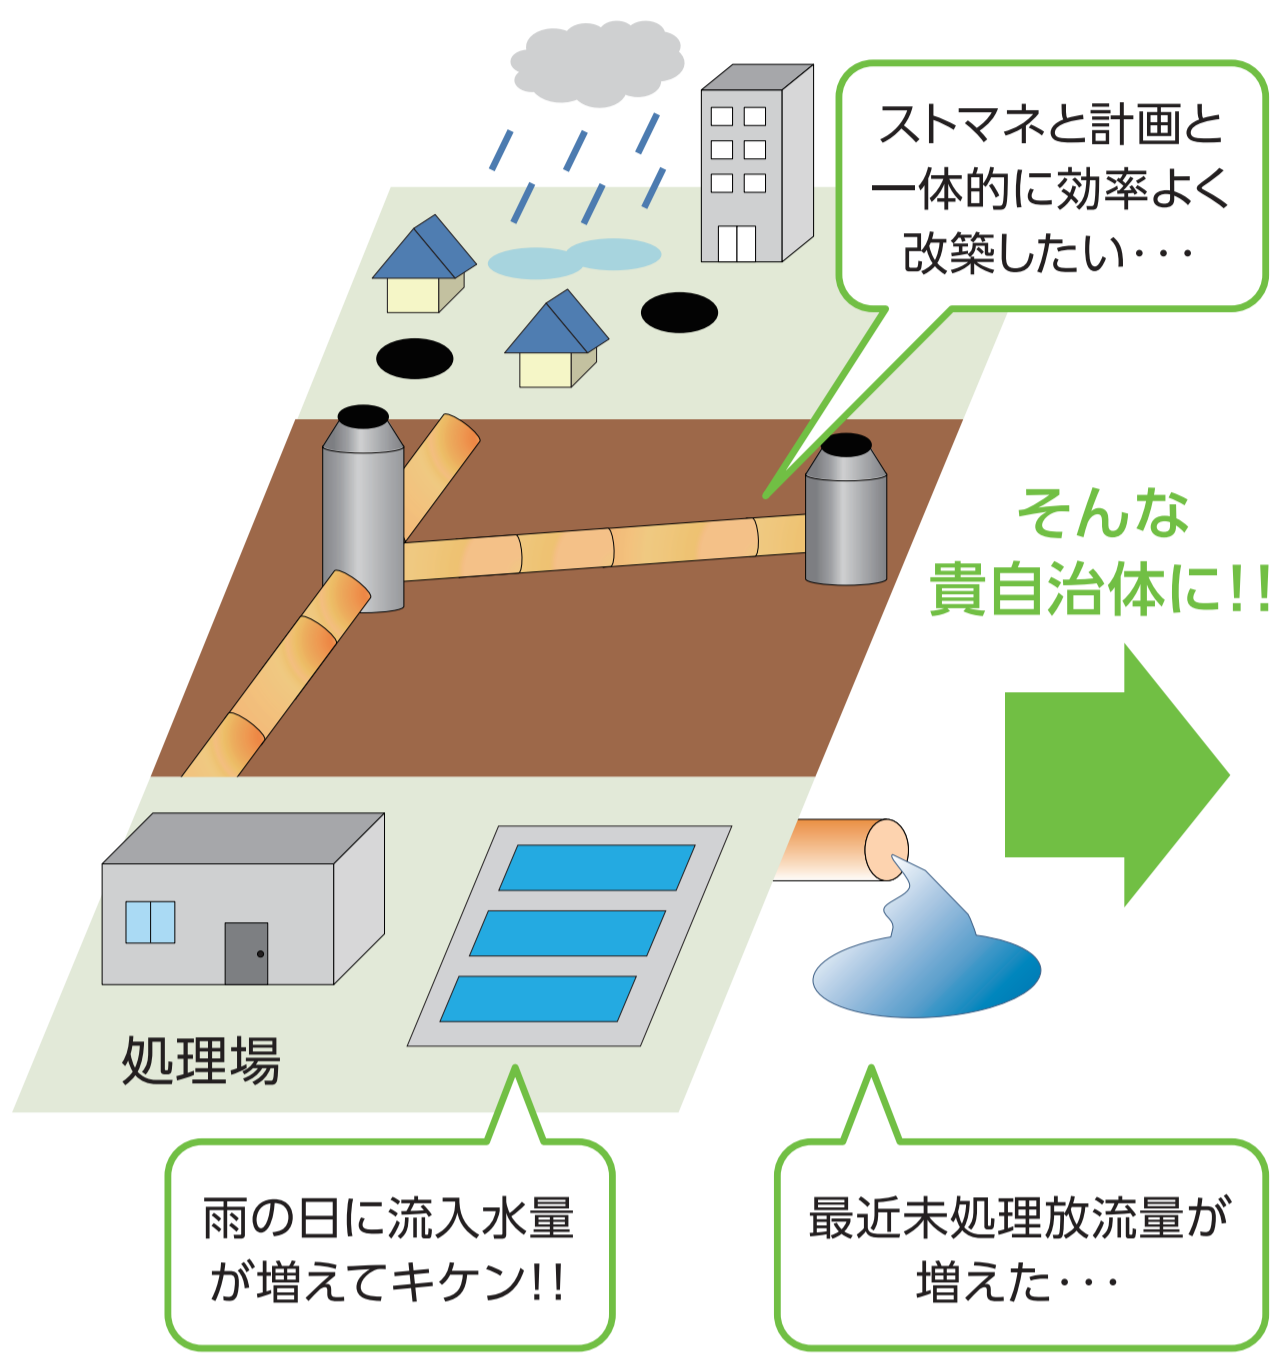 ストマネと計画と
一体的に効率よく
改築したい・・・
そんな
貴自治体に!!
処理場
雨の日に流入水量
が増えてキケン!!
最近未処理放流量が
増えた・・・